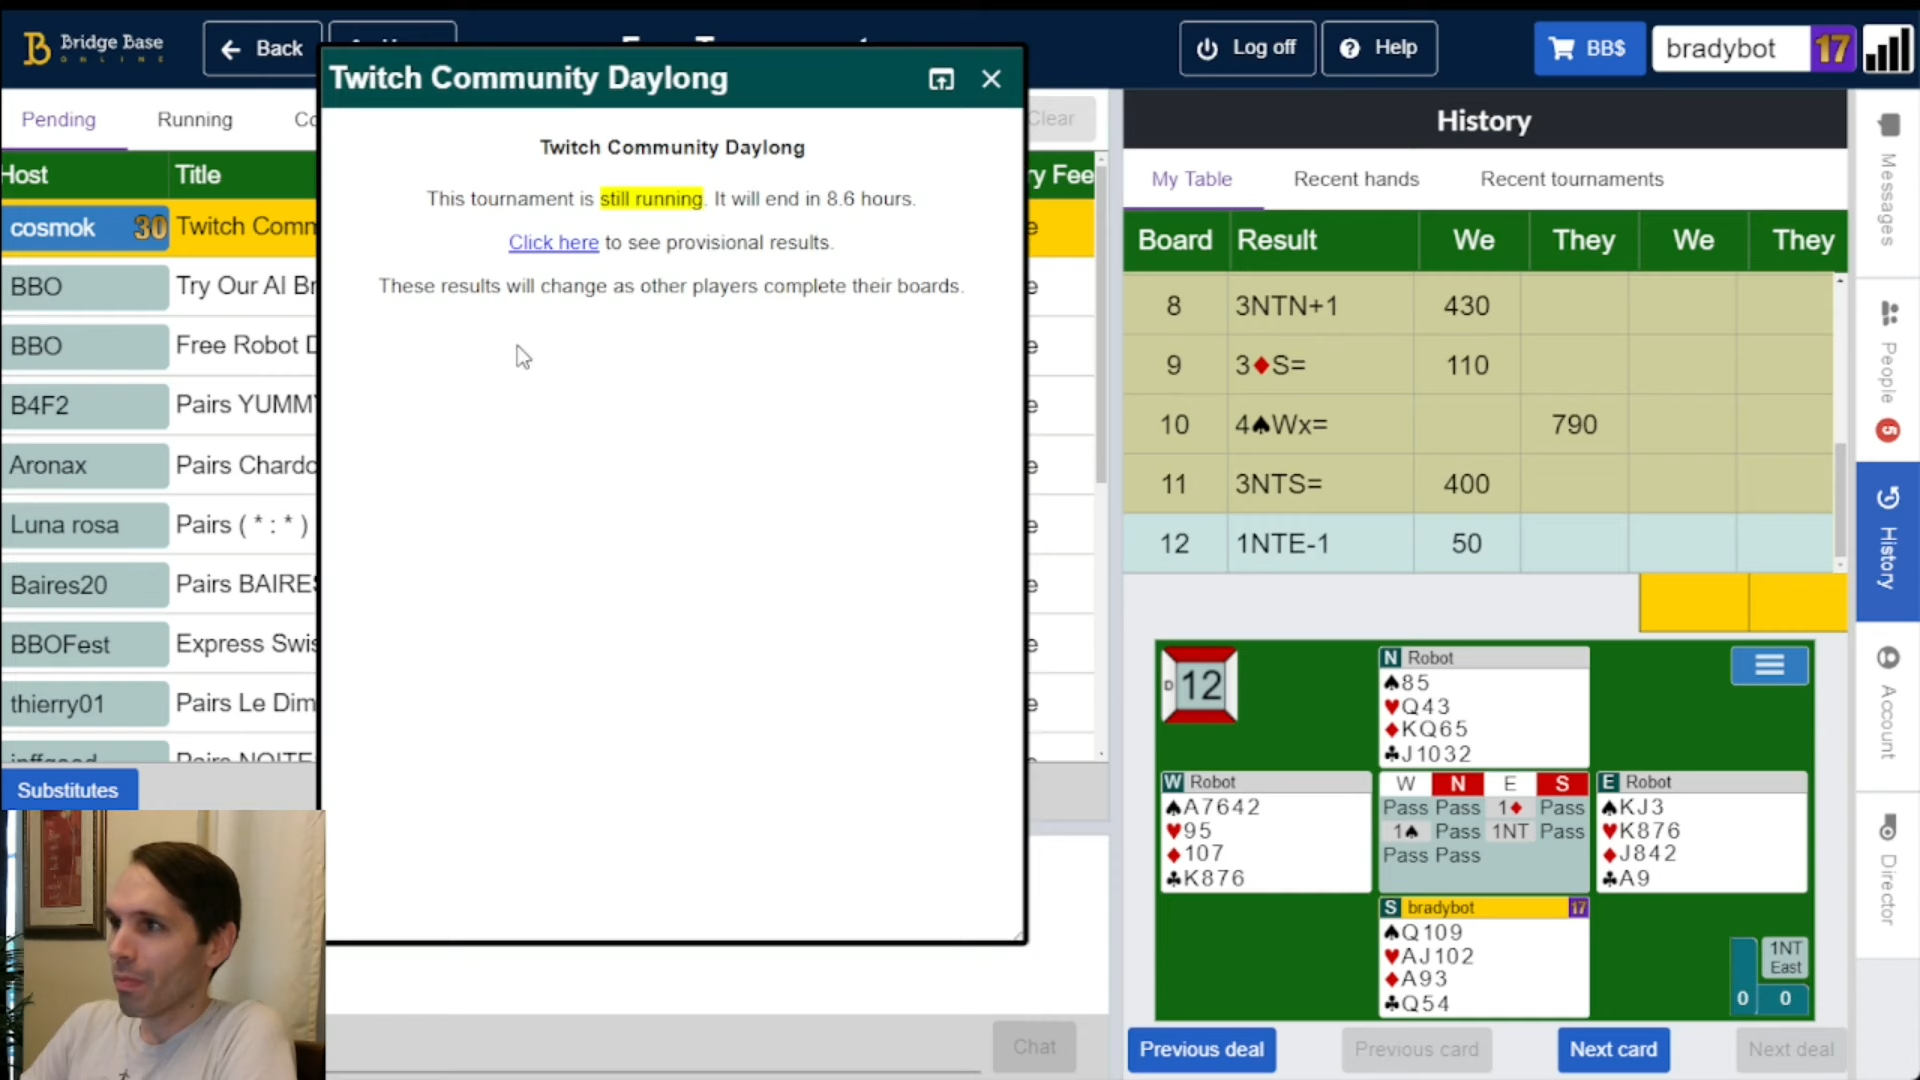 Bridge Base
ONLINE
Back
Log off
Help
BB$
bradybot 17
Twitch Community Daylong
Pending
Running
Clear
Host
Title
ry Fee
cosmok 30
Twitch Comm
BBO
Try Our AI Br
BBO
Free Robot D
B4F2
Pairs YUMMY
Aronax
Pairs Chardo
Luna rosa
Pairs ( * : * )
Baires20
Pairs BAIRES
BBOFest
Express Swis
thierry01
Pairs Le Dim
Substitutes
Twitch Community Daylong
This tournament is still running. It will end in 8.6 hours.
Click here to see provisional results.
These results will change as other players complete their boards.
Chat
History
My Table
Recent hands
Recent tournaments
Board Result We They We They
8 3NTN+1 430
9 3♦S= 110
10 4♠Wx= 790
11 3NTS= 400
12 1NTE-1 50
D 12
N Robot
♠85
♥Q43
♦KQ65
♣J1032
W Robot
♠A7642
♥95
♦107
♣K876
W N E S
Pass Pass 1♦ Pass
1♠ Pass 1NT Pass
Pass Pass
E Robot
♠KJ3
♥K876
♦J842
♣A9
S bradybot 17
♠Q109
♥AJ102
♦A93
♣Q54
1NT
East
0 0
Previous deal
Previous card
Next card
Next deal
Messages
People
5
History
Account
Director